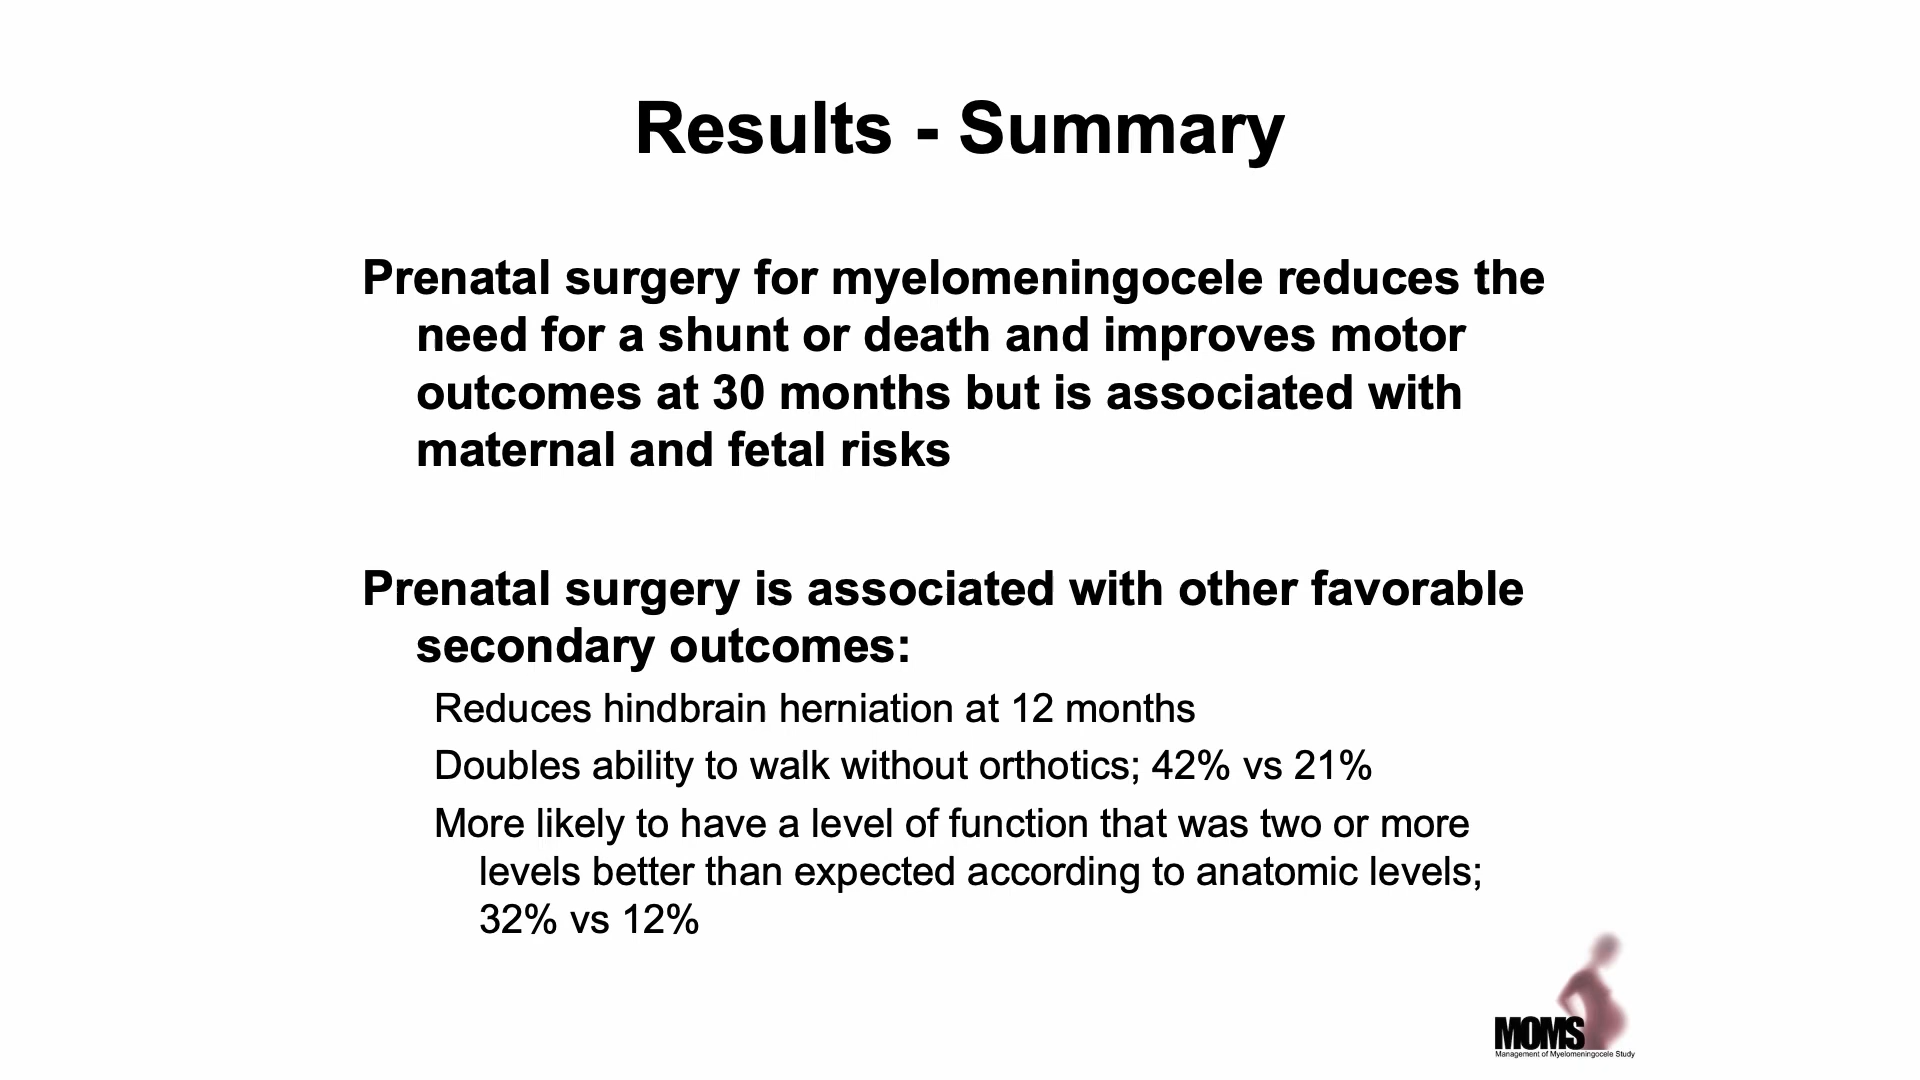 Results - Summary
Prenatal surgery for myelomeningocele reduces the
need for a shunt or death and improves motor
outcomes at 30 months but is associated with
maternal and fetal risks
Prenatal surgery is associated with other favorable
secondary outcomes:
Reduces hindbrain herniation at 12 months
Doubles ability to walk without orthotics; 42% vs 21%
More likely to have a level of function that was two or more
levels better than expected according to anatomic levels;
32% vs 12%
MOMS
Management of Myelomeningocele Study